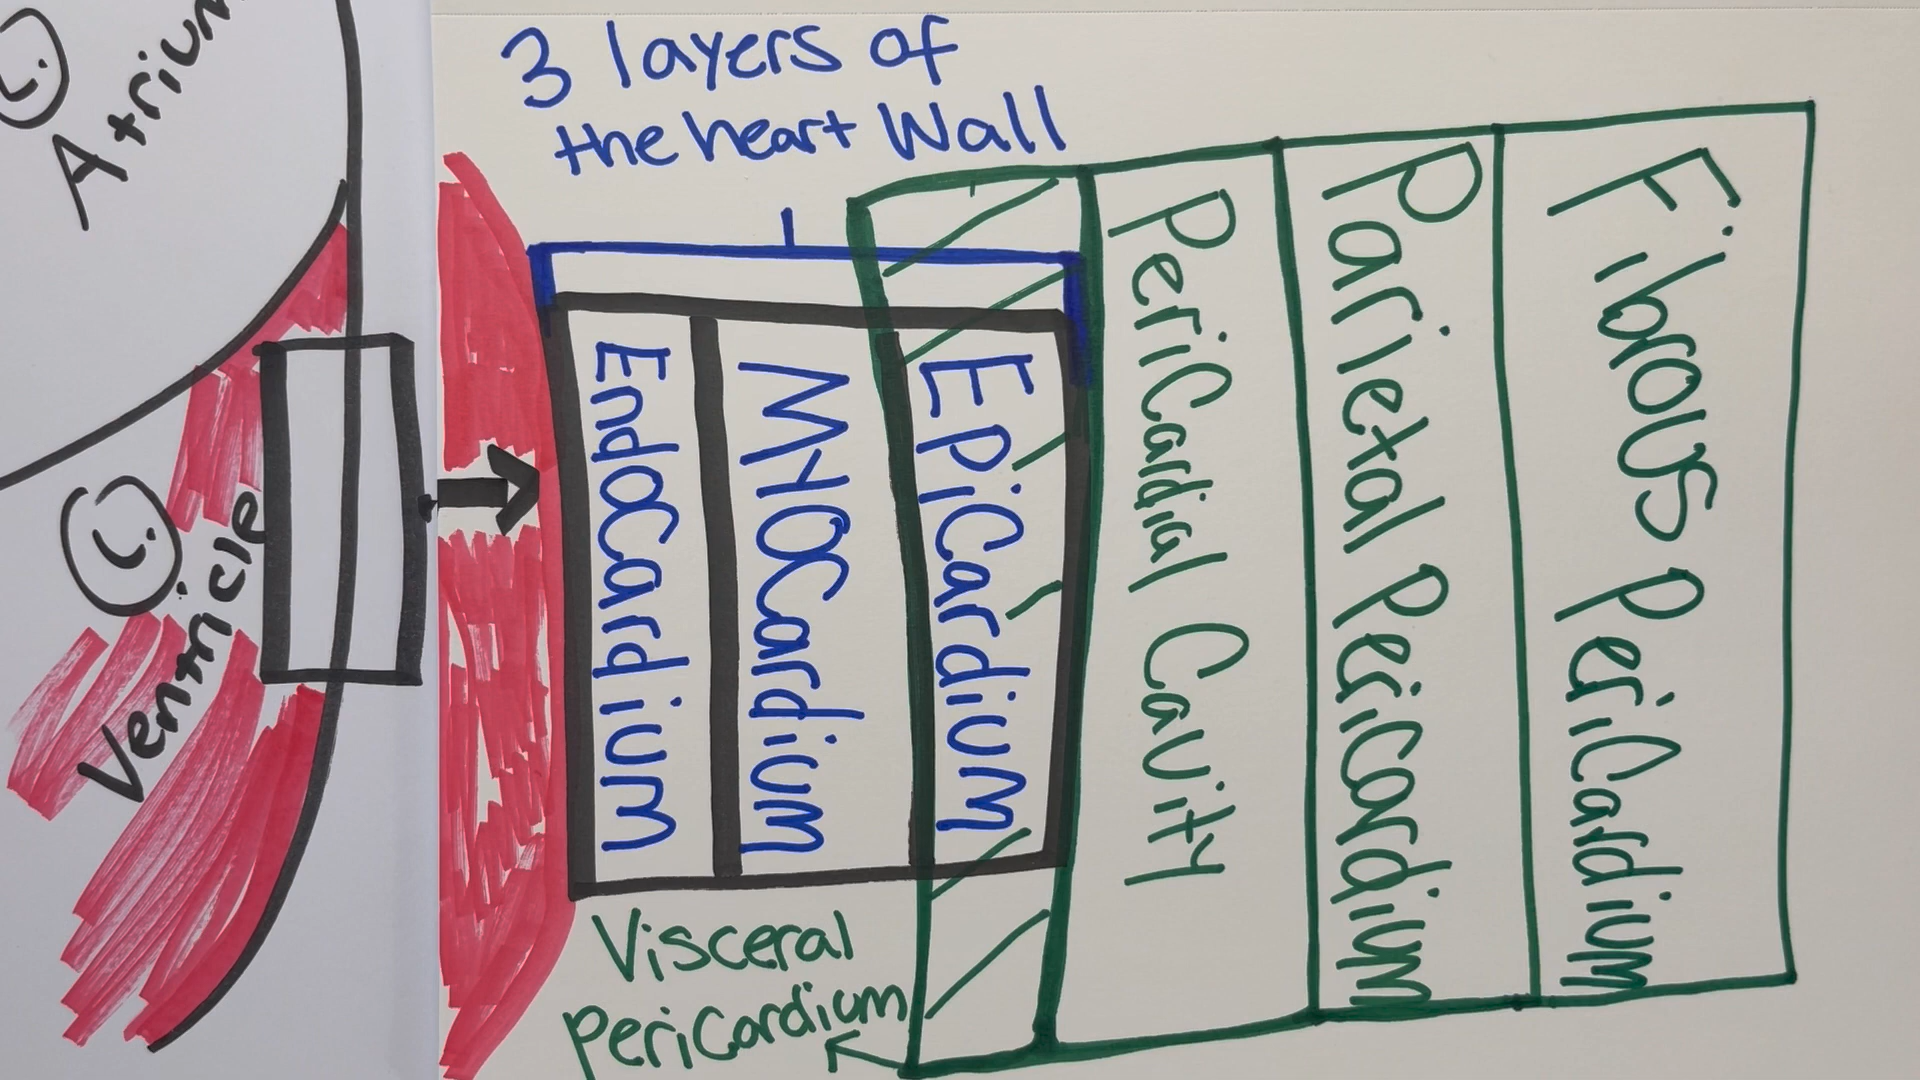 L.
Atrium
L.
Ventricle
3 layers of
the heart Wall
Endocardium
Myocardium
Epicardium
Pericardial Cavity
Parietal Pericardium
Fibrous Pericardium
Visceral
Pericardium